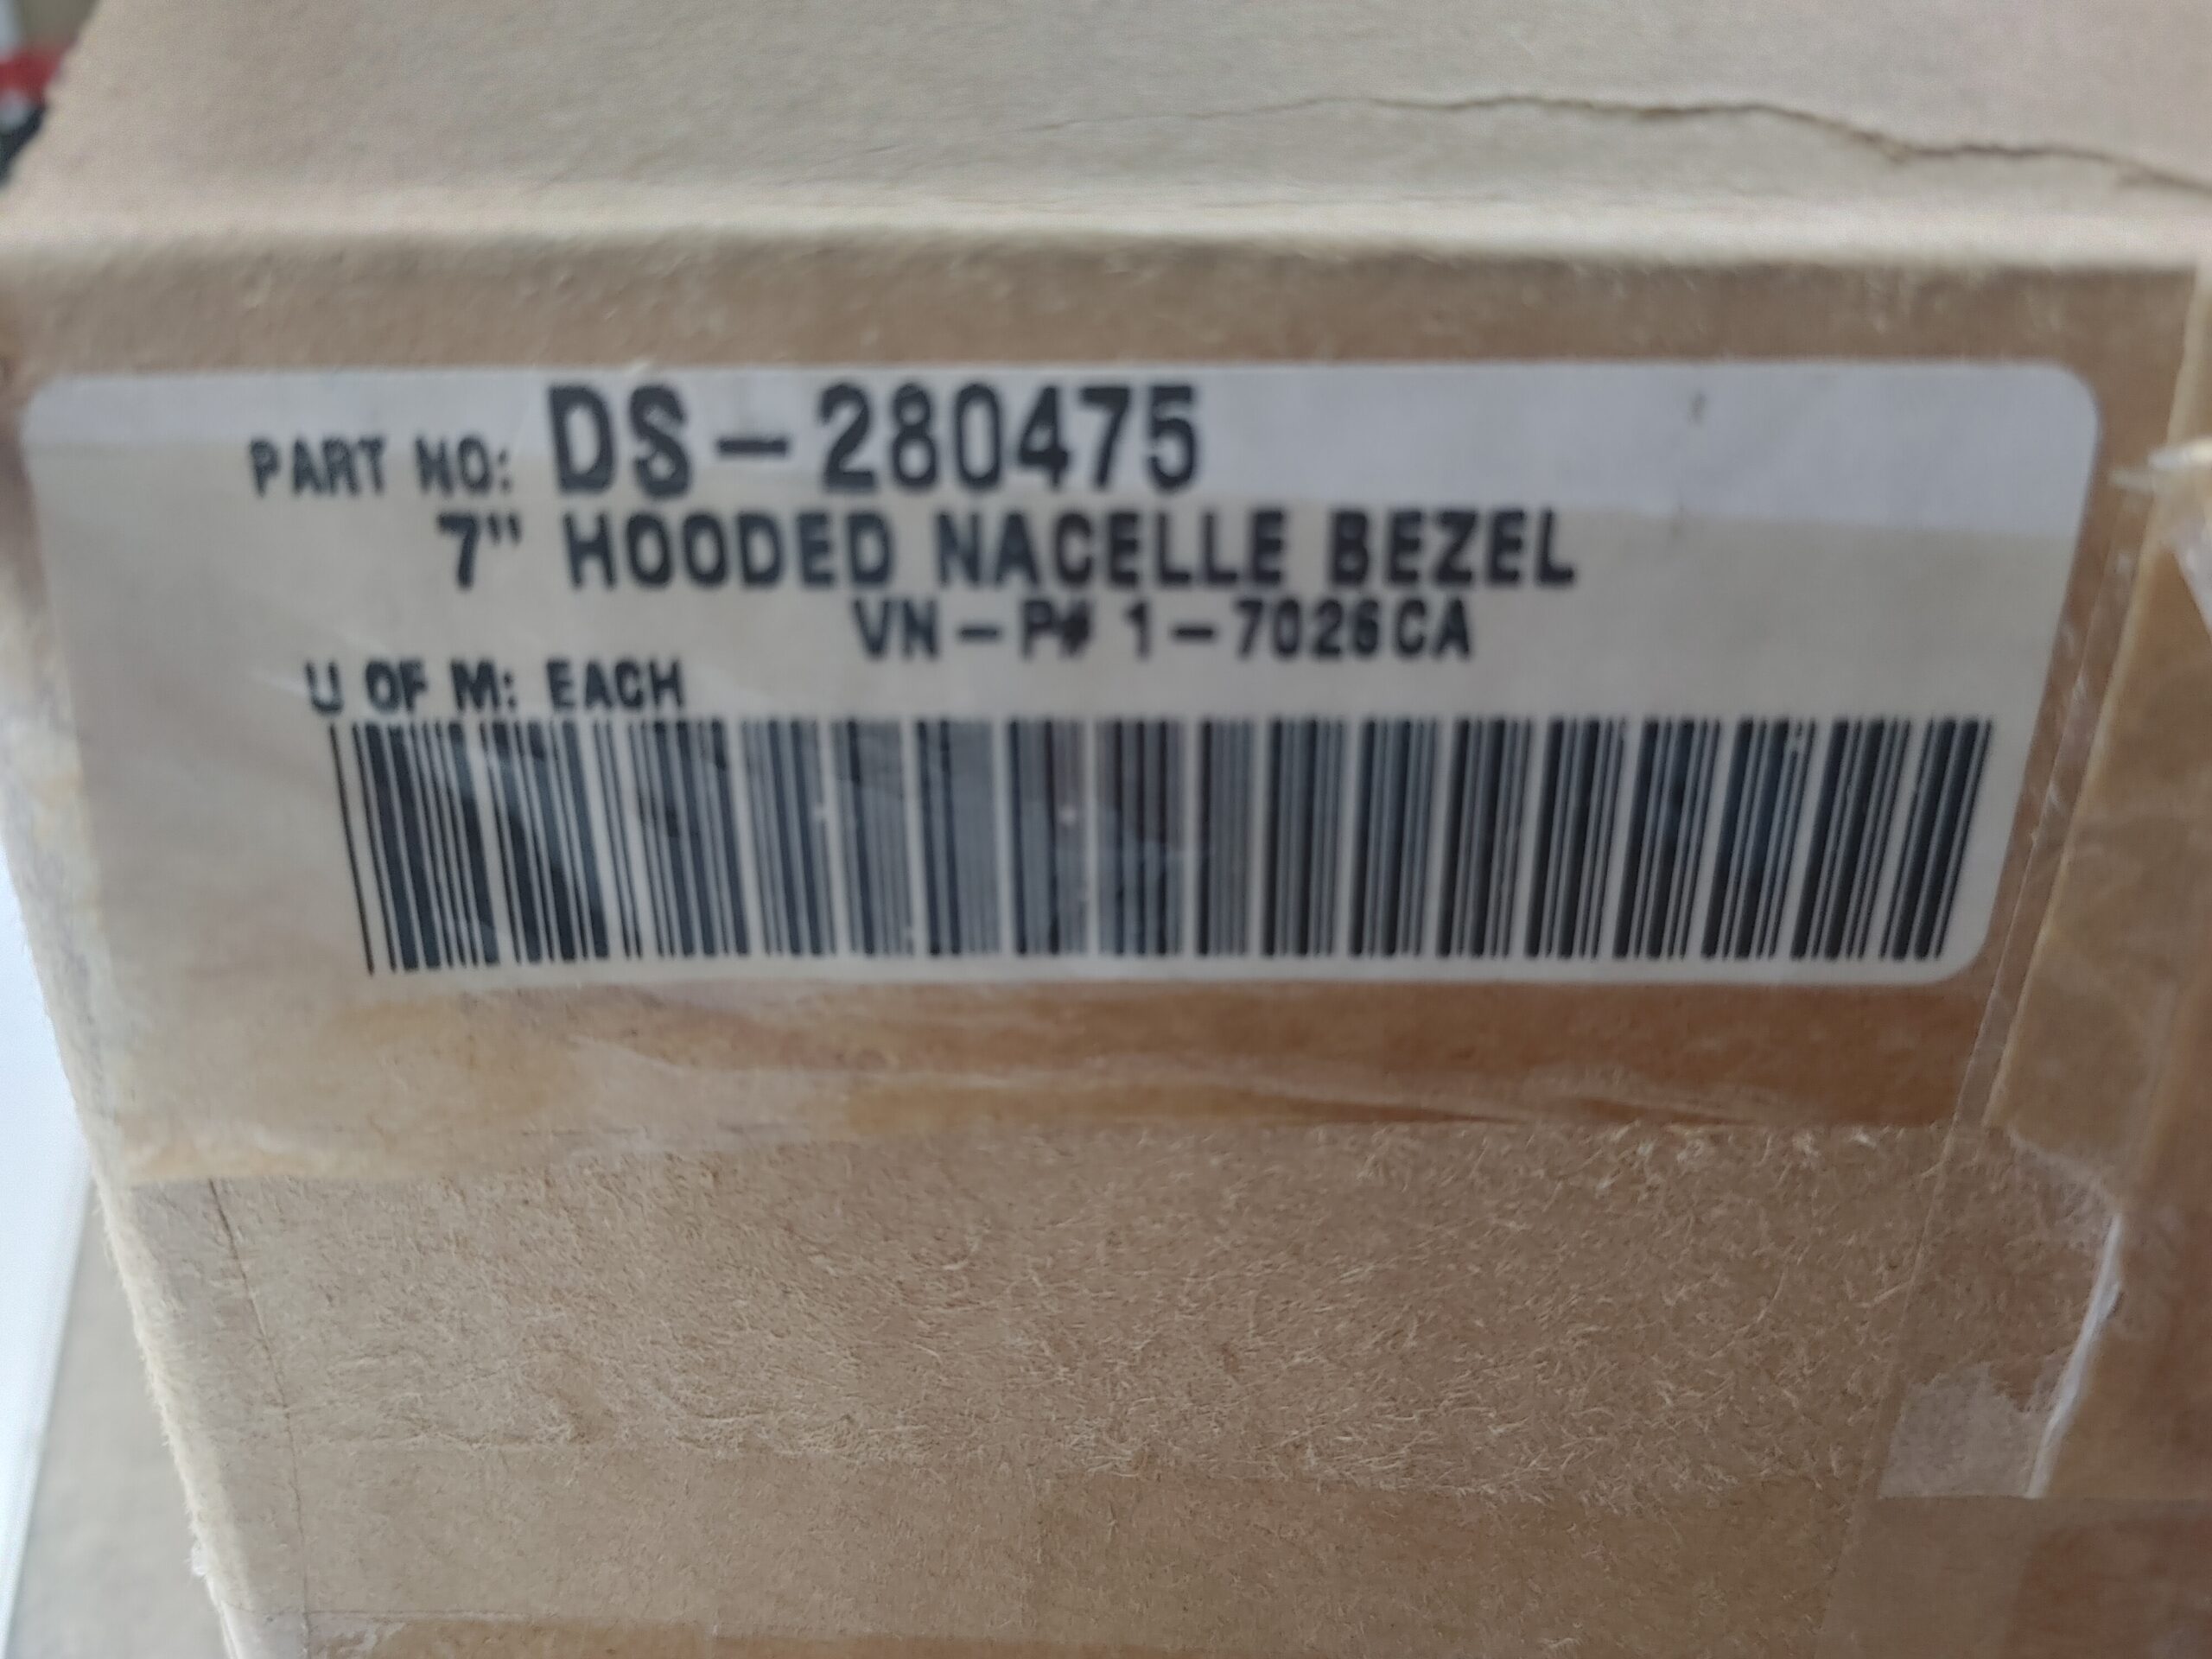 PART NO: DS-280475
7" HOODED NACELLE BEZEL
VN-P# 1-7026CA
U OF M: EACH